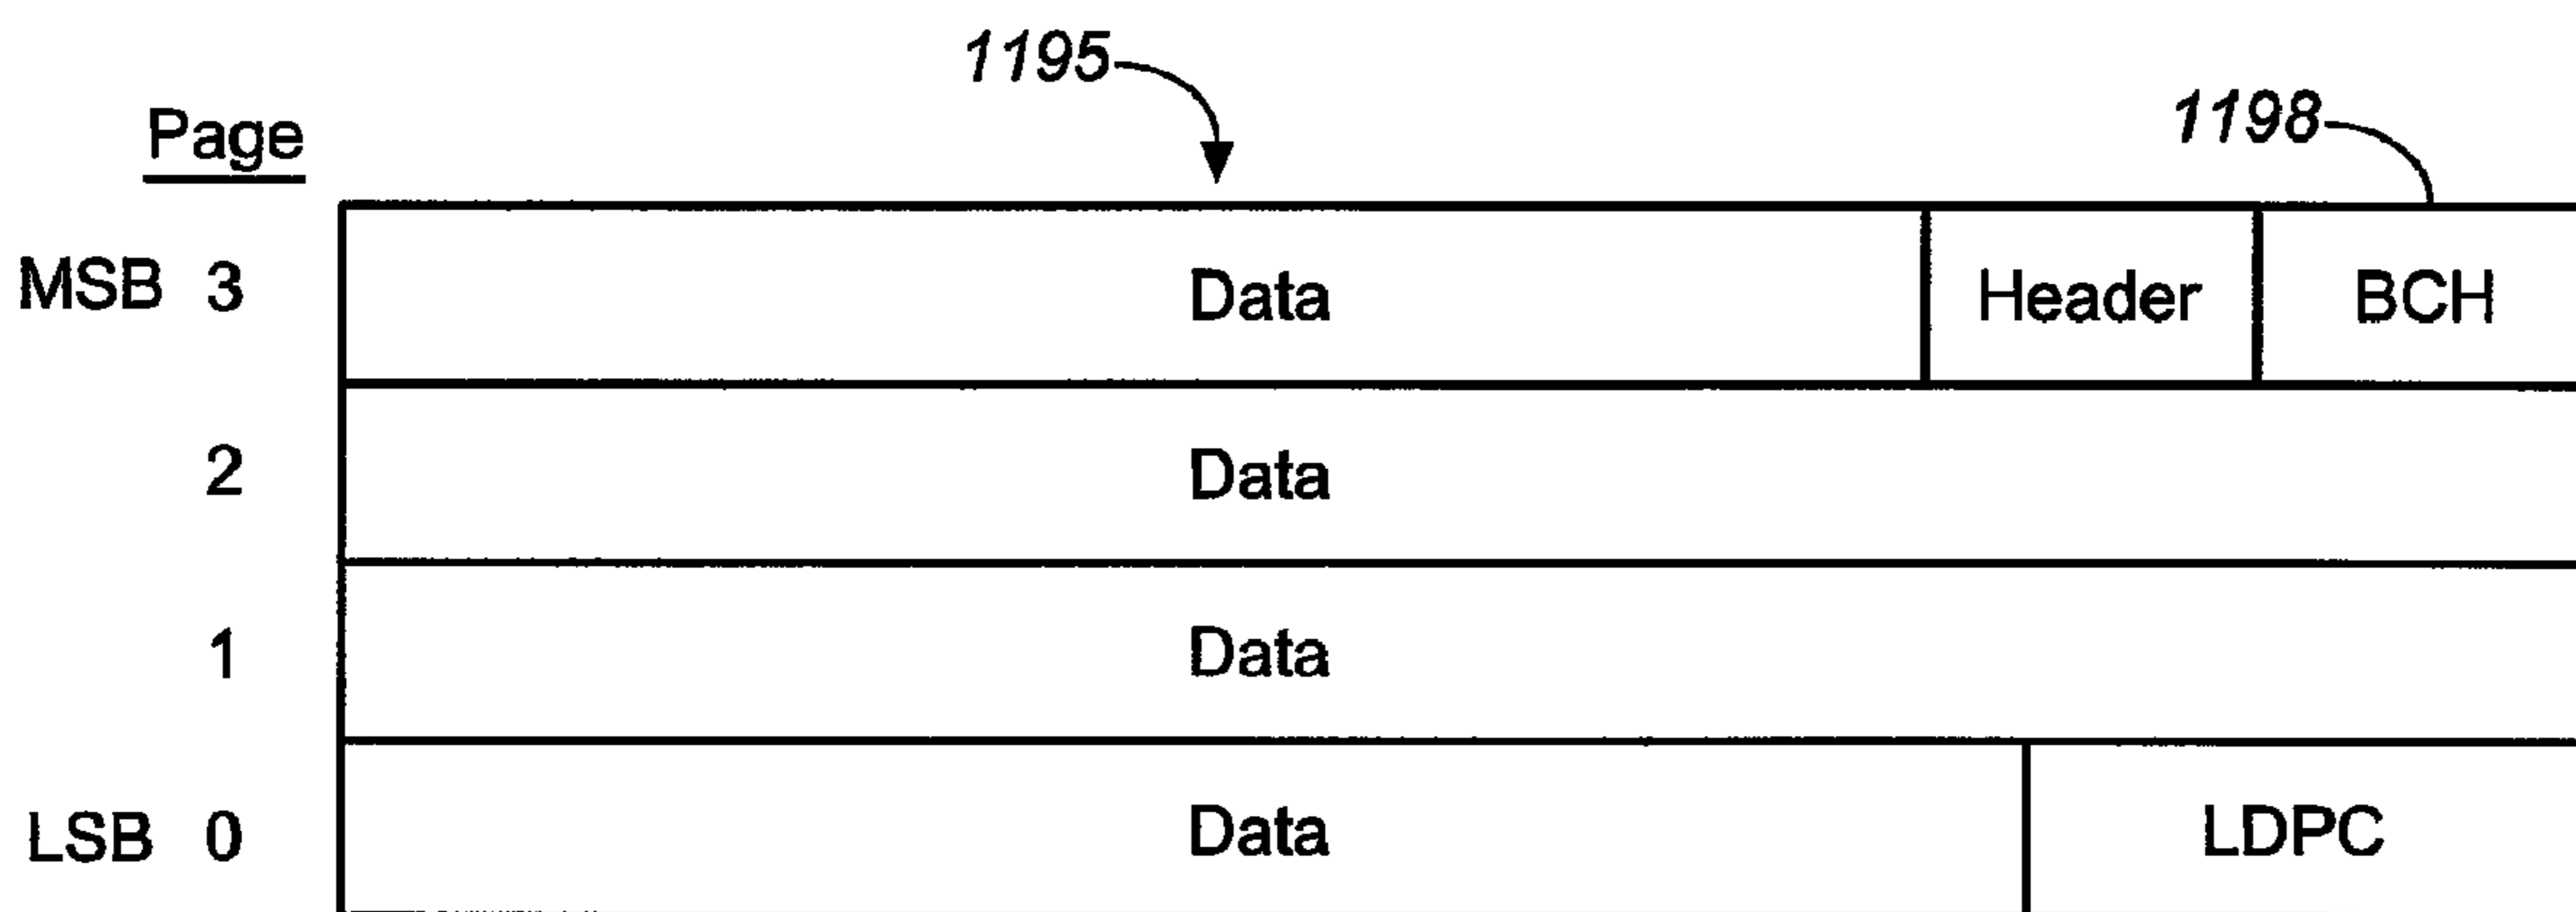 1195
1198
Page
MSB 3 Data Header BCH
2 Data
1 Data
LSB 0 Data LDPC